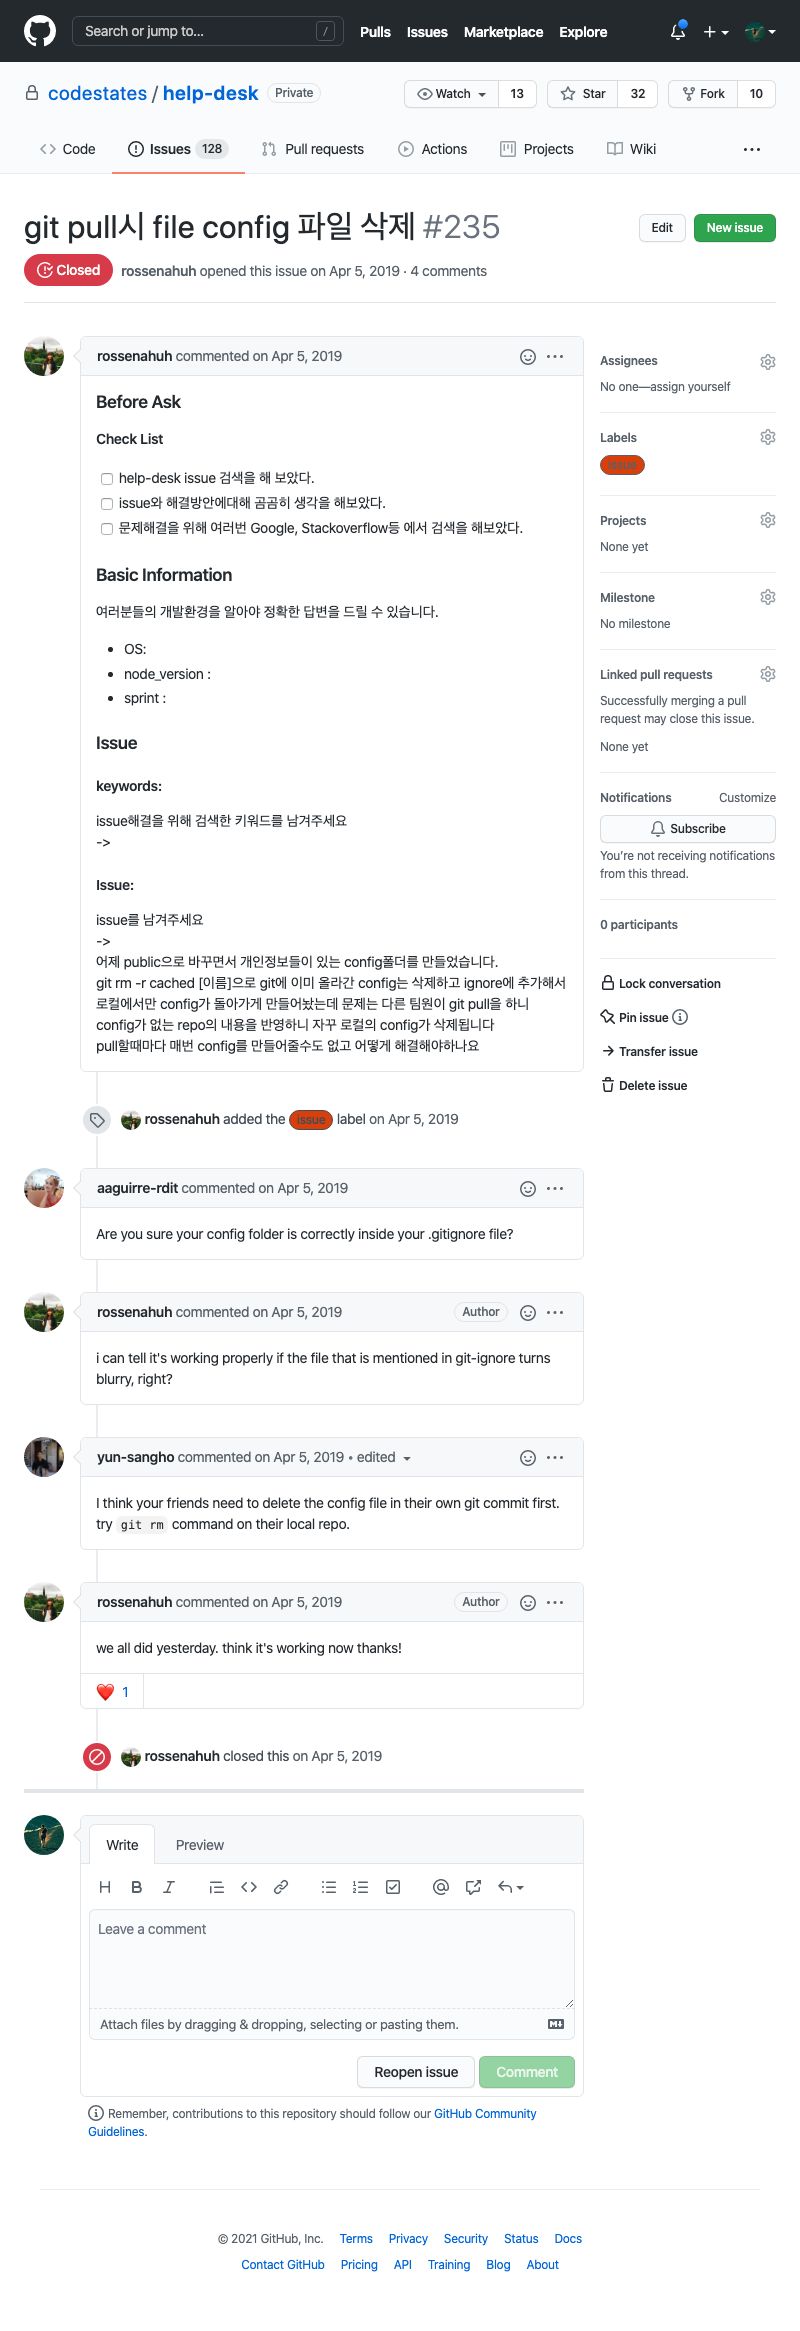 Search or jump to... /
Pulls Issues Marketplace Explore
codestates / help-desk Private
Watch 13 Star 32 Fork 10
Code Issues 128 Pull requests Actions Projects Wiki
git pull시 file config 파일 삭제 #235
Edit New issue
Closed rossenahuh opened this issue on Apr 5, 2019 · 4 comments
rossenahuh commented on Apr 5, 2019
Before Ask
Check List
help-desk issue 검색을 해 보았다.
issue와 해결방안에대해 곰곰히 생각을 해보았다.
문제해결을 위해 여러번 Google, Stackoverflow등 에서 검색을 해보았다.
Basic Information
여러분들의 개발환경을 알아야 정확한 답변을 드릴 수 있습니다.
OS:
node_version :
sprint :
Issue
keywords:
issue해결을 위해 검색한 키워드를 남겨주세요
->
Issue:
issue를 남겨주세요
->
어제 public으로 바꾸면서 개인정보들이 있는 config폴더를 만들었습니다.
git rm -r cached [이름]으로 git에 이미 올라간 config는 삭제하고 ignore에 추가해서
로컬에서만 config가 돌아가게 만들어놨는데 문제는 다른 팀원이 git pull을 하니
config가 없는 repo의 내용을 반영하니 자꾸 로컬의 config가 삭제됩니다
pull할때마다 매번 config를 만들어줄수도 없고 어떻게 해결해야하나요
rossenahuh added the issue label on Apr 5, 2019
aaguirre-rdit commented on Apr 5, 2019
Are you sure your config folder is correctly inside your .gitignore file?
rossenahuh commented on Apr 5, 2019 Author
i can tell it's working properly if the file that is mentioned in git-ignore turns
blurry, right?
yun-sangho commented on Apr 5, 2019 • edited
I think your friends need to delete the config file in their own git commit first.
try git rm command on their local repo.
rossenahuh commented on Apr 5, 2019 Author
we all did yesterday. think it's working now thanks!
❤️ 1
rossenahuh closed this on Apr 5, 2019
Write Preview
Leave a comment
Attach files by dragging & dropping, selecting or pasting them.
Reopen issue Comment
Remember, contributions to this repository should follow our GitHub Community
Guidelines.
Assignees
No one—assign yourself
Labels
issue
Projects
None yet
Milestone
No milestone
Linked pull requests
Successfully merging a pull
request may close this issue.
None yet
Notifications Customize
Subscribe
You're not receiving notifications
from this thread.
0 participants
Lock conversation
Pin issue
Transfer issue
Delete issue
© 2021 GitHub, Inc. Terms Privacy Security Status Docs
Contact GitHub Pricing API Training Blog About